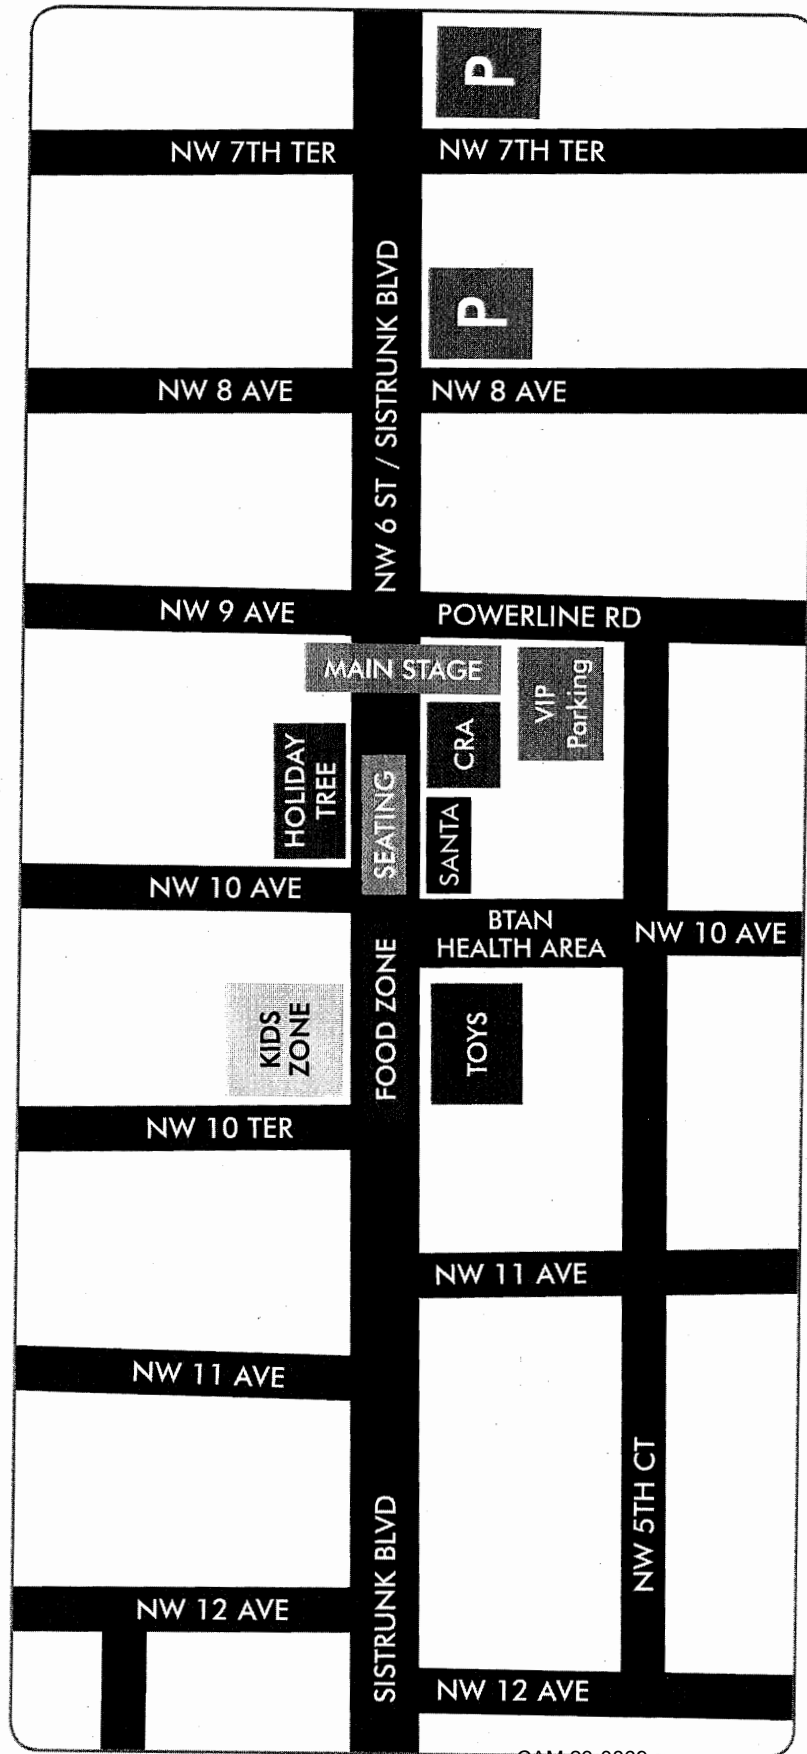 P
NW 7TH TER
NW 7TH TER
NW 6 ST / SISTRUNK BLVD
P
NW 8 AVE
NW 8 AVE
NW 9 AVE
POWERLINE RD
MAIN STAGE
VIP
Parking
CRA
HOLIDAY
TREE
SEATING
SANTA
NW 10 AVE
BTAN
HEALTH AREA
NW 10 AVE
FOOD ZONE
KIDS
ZONE
TOYS
NW 10 TER
NW 11 AVE
NW 11 AVE
NW 5TH CT
SISTRUNK BLVD
NW 12 AVE
NW 12 AVE